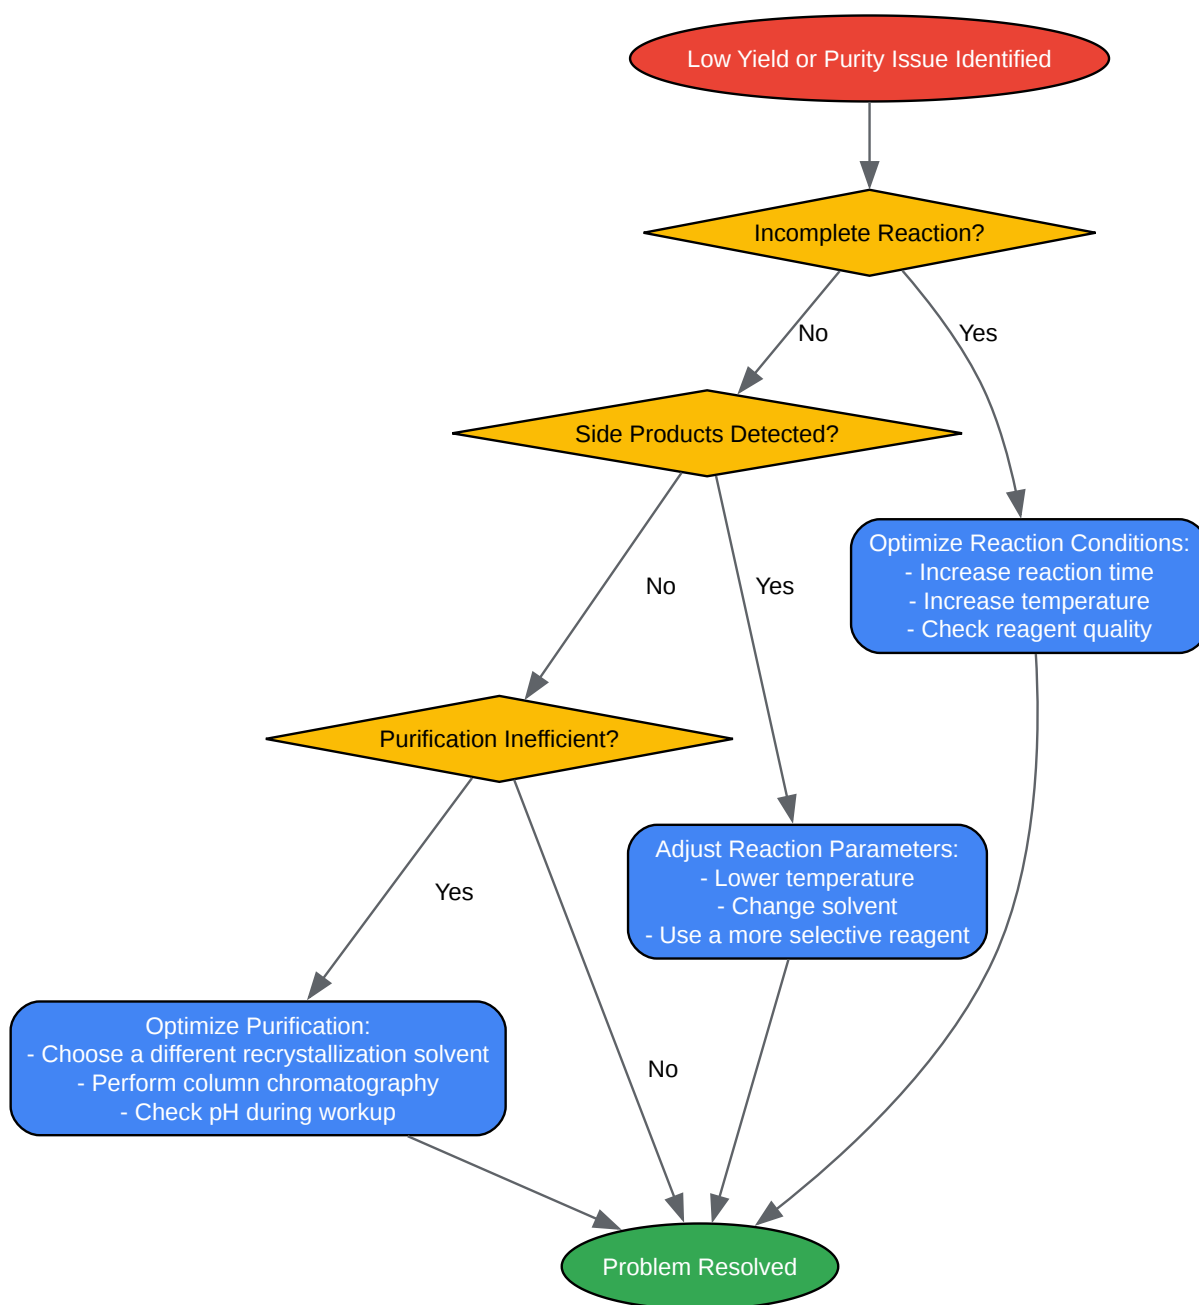 Low Yield or Purity Issue Identified
Incomplete Reaction?
No
Yes
Side Products Detected?
Optimize Reaction Conditions:
- Increase reaction time
- Increase temperature
- Check reagent quality
No
Yes
Purification Inefficient?
Adjust Reaction Parameters:
- Lower temperature
- Change solvent
- Use a more selective reagent
Yes
Optimize Purification:
- Choose a different recrystallization solvent
- Perform column chromatography
- Check pH during workup
No
Problem Resolved